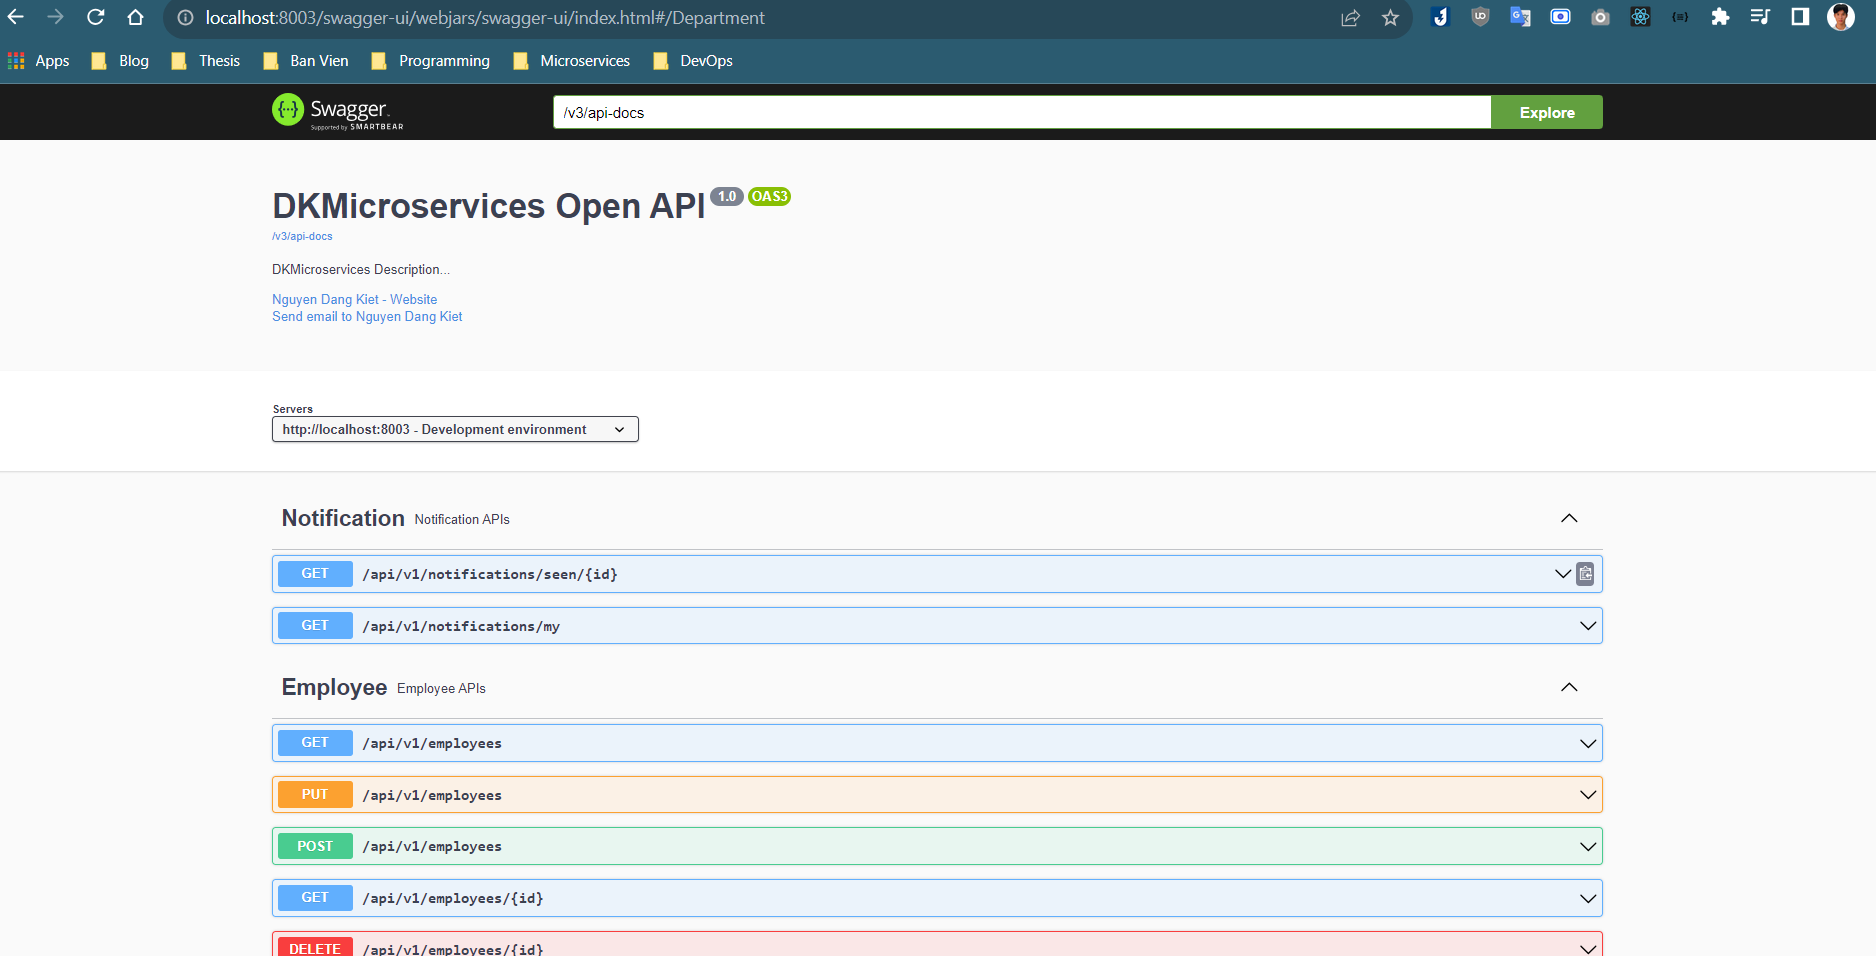 localhost:8003/swagger-ui/webjars/swagger-ui/index.html#/Department
Apps Blog Thesis Ban Vien Programming Microservices DevOps
{...} Swagger
Supported by SMARTBEAR
/v3/api-docs Explore
DKMicroservices Open API 1.0 OAS3
/v3/api-docs
DKMicroservices Description...
Nguyen Dang Kiet - Website
Send email to Nguyen Dang Kiet
Servers
http://localhost:8003 - Development environment
Notification Notification APIs
GET /api/v1/notifications/seen/{id}
GET /api/v1/notifications/my
Employee Employee APIs
GET /api/v1/employees
PUT /api/v1/employees
POST /api/v1/employees
GET /api/v1/employees/{id}
DELETE /api/v1/employees/{id}